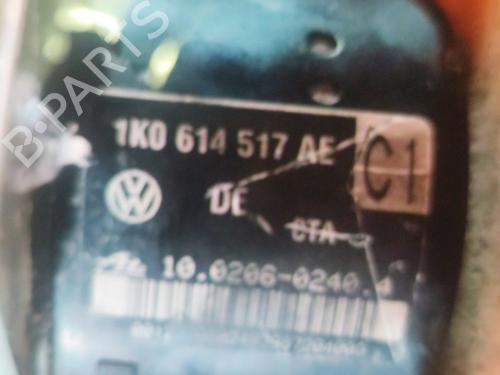 B-PARTS
1K0 614 517 AE
C1
DE
CTA
10.0206-0240.4